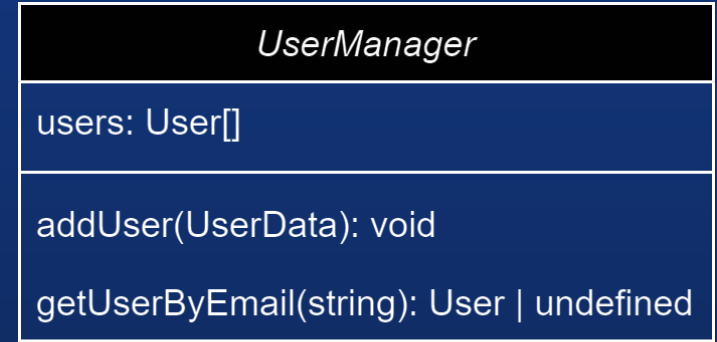 UserManager
users: User[]
addUser(UserData): void
getUserByEmail(string): User | undefined